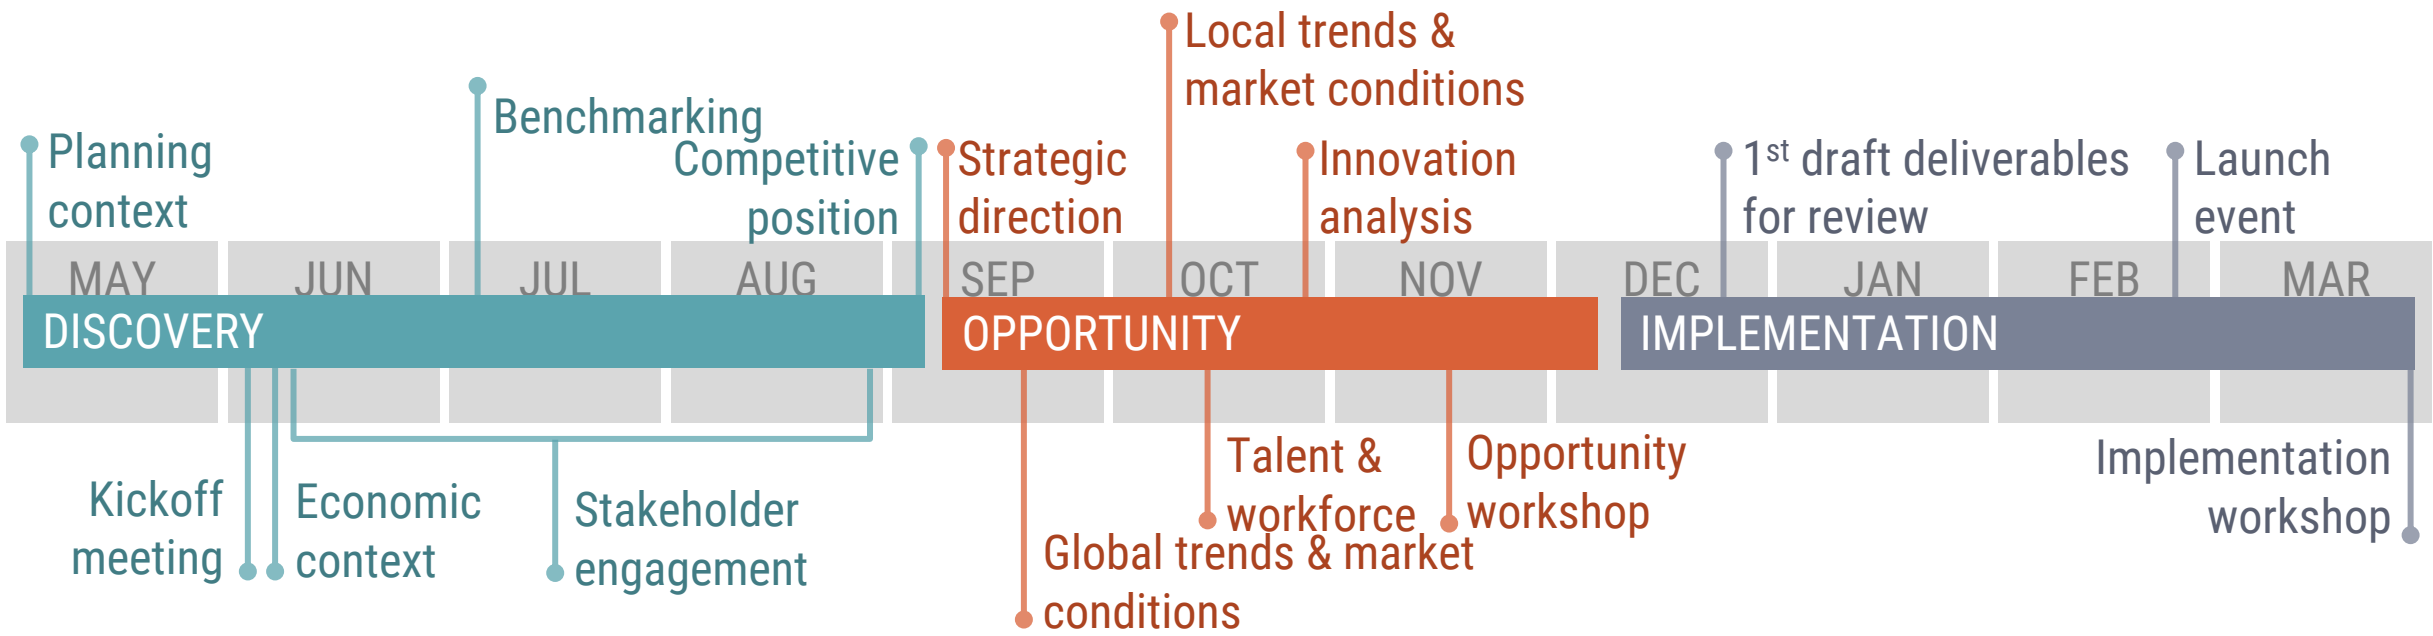 Local trends &
market conditions
Benchmarking
Planning
context
Competitive
position
Strategic
direction
Innovation
analysis
1st draft deliverables
for review
Launch
event
MAY
JUN
JUL
AUG
SEP
OCT
NOV
DEC
JAN
FEB
MAR
DISCOVERY
OPPORTUNITY
IMPLEMENTATION
Kickoff
meeting
Economic
context
Stakeholder
engagement
Global trends & market
conditions
Talent &
workforce
Opportunity
workshop
Implementation
workshop